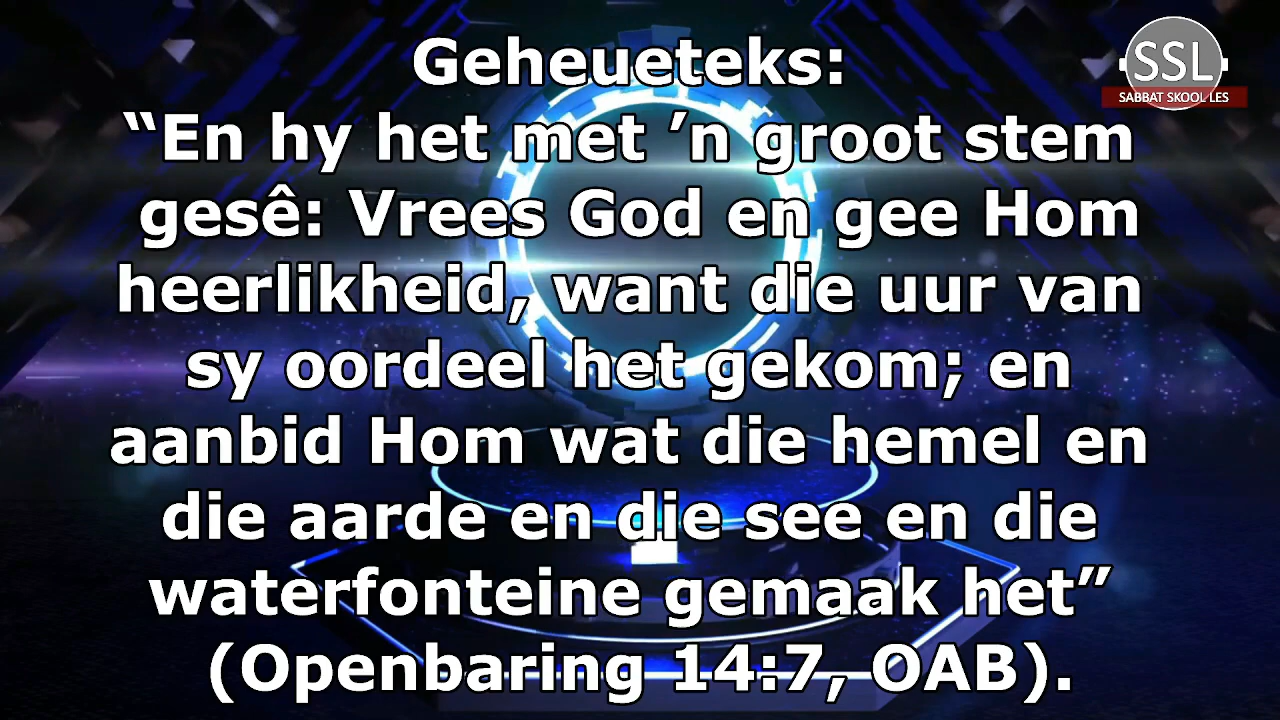 Geheueteks:
“En hy het met ’n groot stem
gesê: Vrees God en gee Hom
heerlikheid, want die uur van
sy oordeel het gekom; en
aanbid Hom wat die hemel en
die aarde en die see en die
waterfonteine gemaak het”
(Openbaring 14:7, OAB).
SSL
SABBAT SKOOL LES